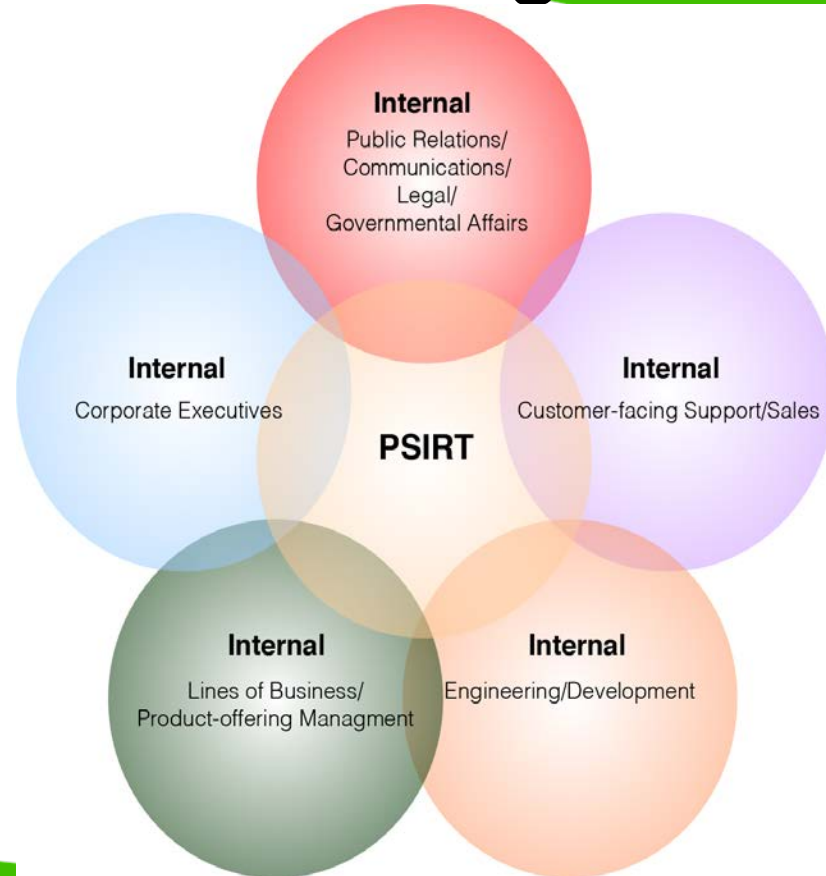 Internal
Public Relations/
Communications/
Legal/
Governmental Affairs
Internal
Corporate Executives
Internal
Customer-facing Support/Sales
PSIRT
Internal
Lines of Business/
Product-offering Managment
Internal
Engineering/Development